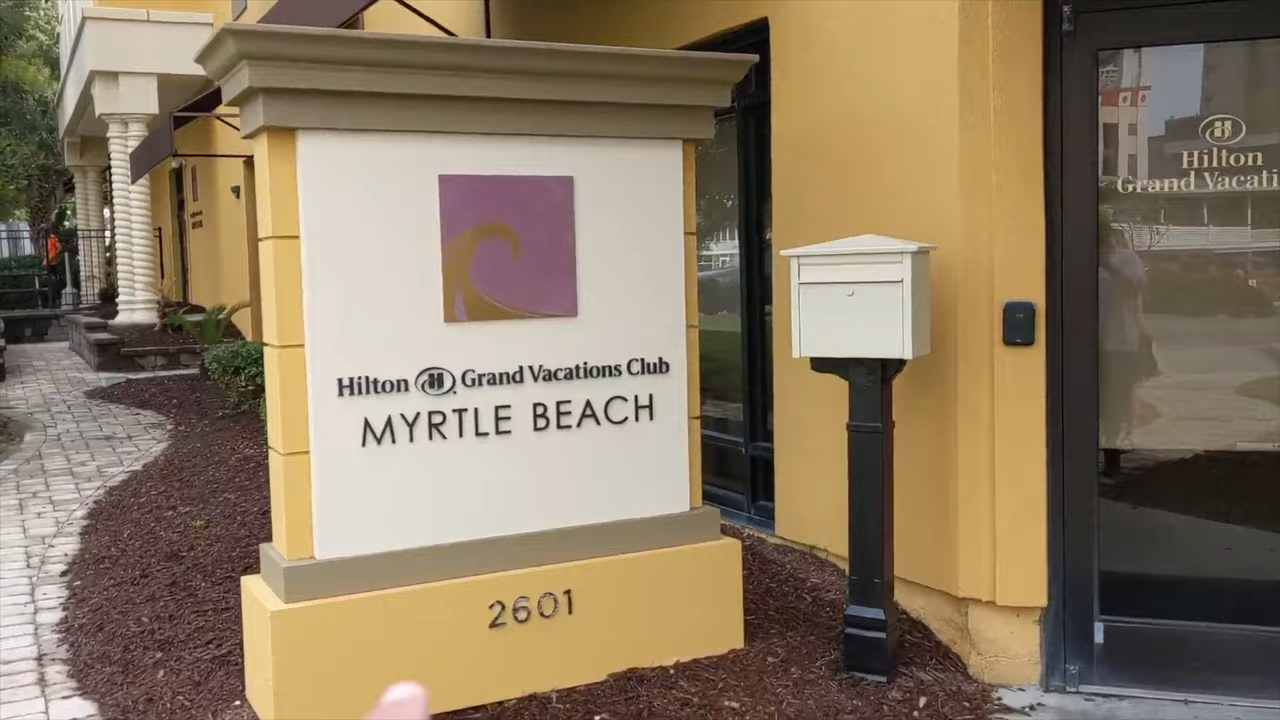 Hilton Grand Vacations Club
MYRTLE BEACH
2601
Hilton
Grand Vacati